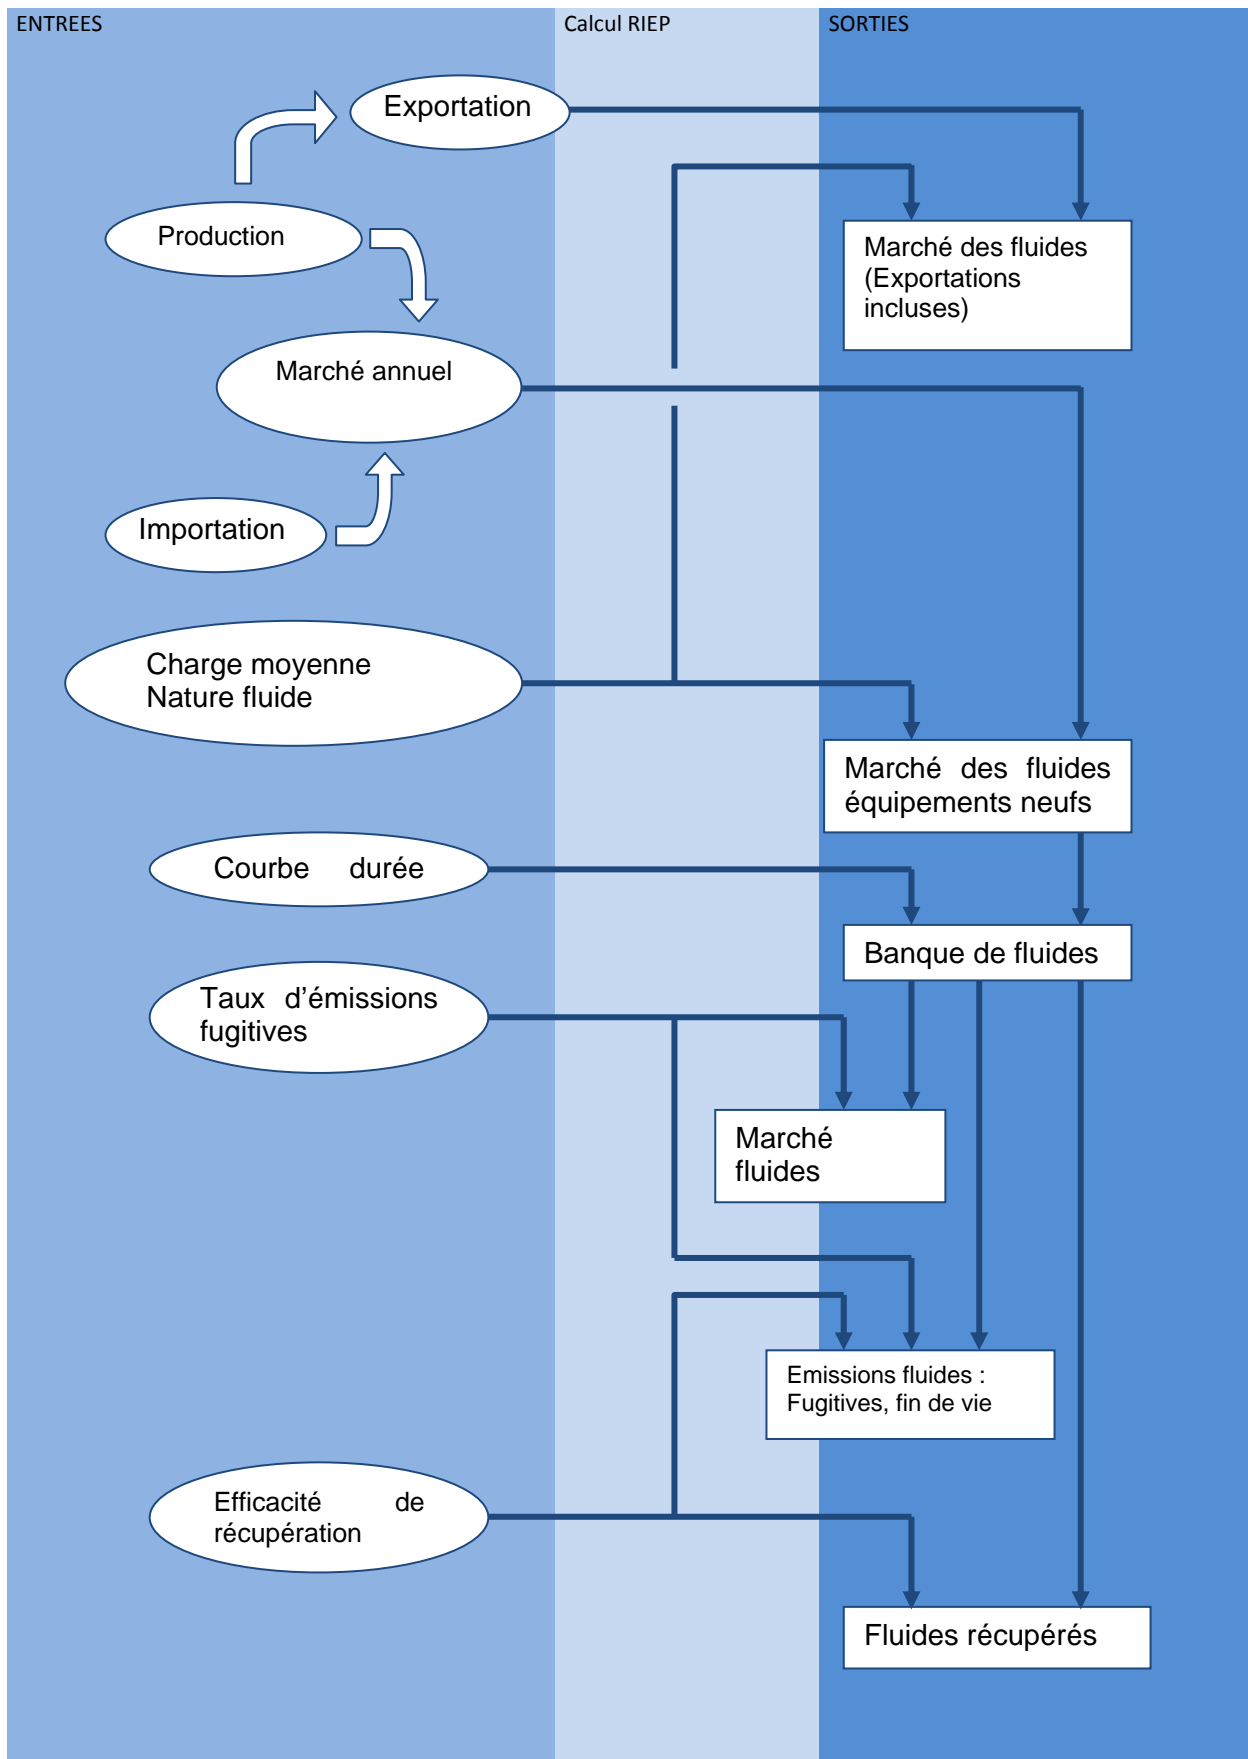 ENTREES
Calcul RIEP
SORTIES
Exportation
Production
Marché des fluides
(Exportations
incluses)
Marché annuel
Importation
Charge moyenne
Nature fluide
Marché des fluides
équipements neufs
Courbe durée
Banque de fluides
Taux d’émissions
fugitives
Marché
fluides
Emissions fluides :
Fugitives, fin de vie
Efficacité de
récupération
Fluides récupérés